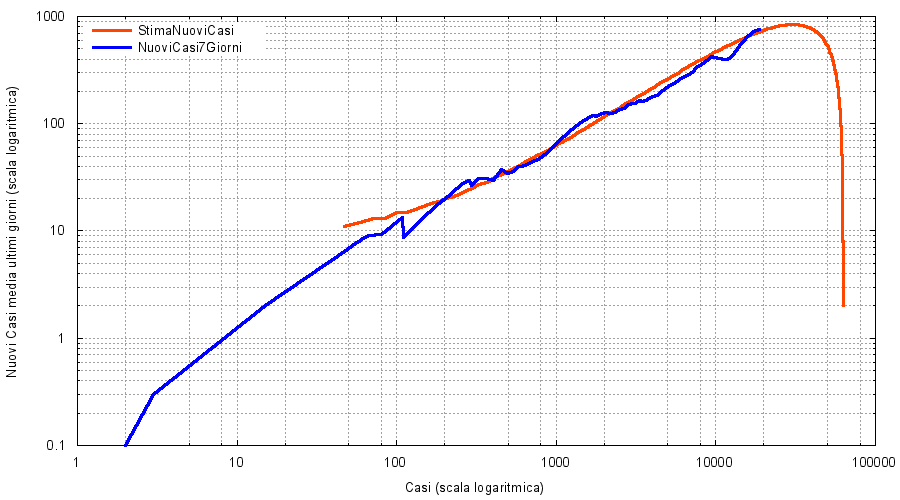 1000
100
10
1
0.1
StimaNuoviCasi
NuoviCasi7Giorni
Nuovi Casi media ultimi giorni (scala logaritmica)
1 10 100 1000 10000 100000
Casi (scala logaritmica)